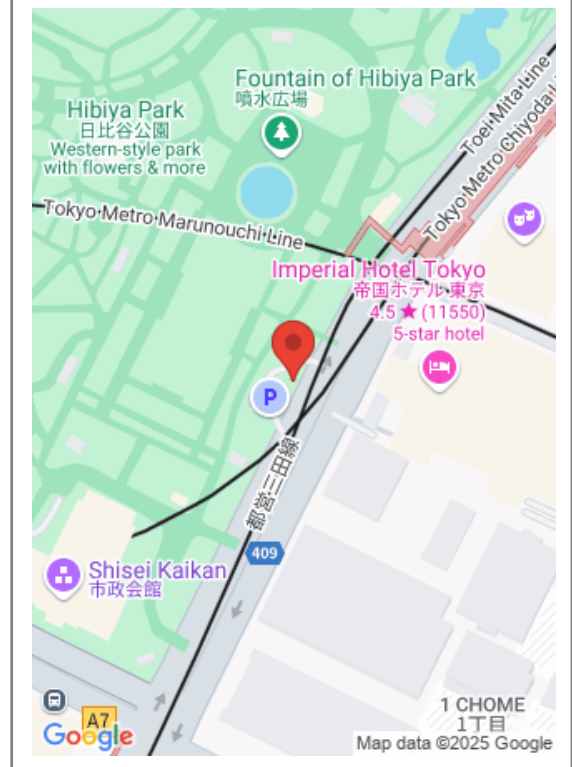 Fountain of Hibiya Park
噴水広場
Hibiya Park
日比谷公園
Western-style park
with flowers & more
Toei Mita Line
Tokyo Metro Chiyoda L
Tokyo Metro Marunouchi Line
Imperial Hotel Tokyo
帝国ホテル 東京
4.5 ★ (11550)
5-star hotel
P
都営三田線
409
Shisei Kaikan
市政会館
1 CHOME
1丁目
A7
Google
Map data ©2025 Google